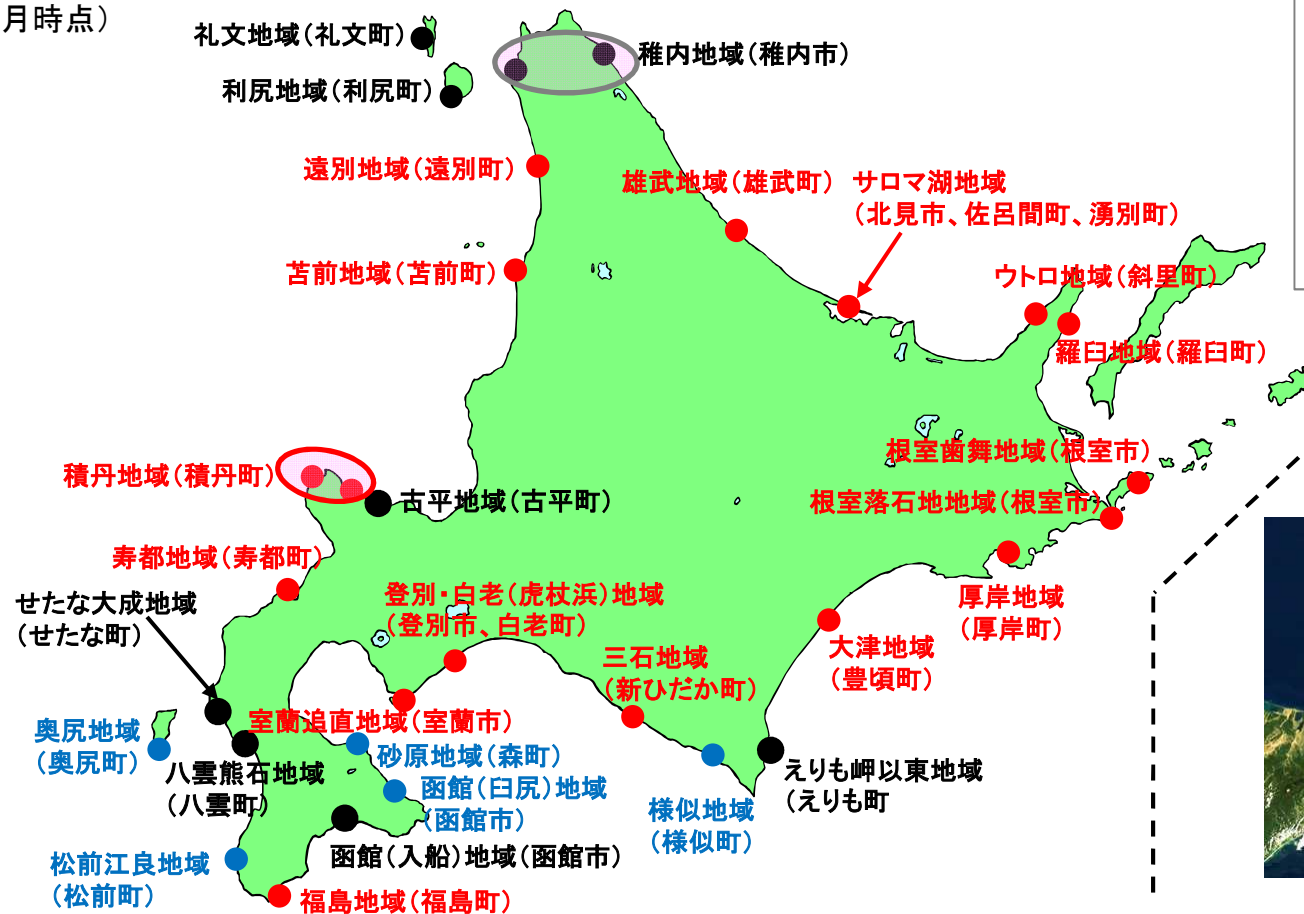 月時点）
礼文地域（礼文町）
稚内地域（稚内市）
利尻地域（利尻町）
遠別地域（遠別町）
雄武地域（雄武町）
サロマ湖地域
（北見市、佐呂間町、湧別町）
苫前地域（苫前町）
ウトロ地域（斜里町）
羅臼地域（羅臼町）
根室歯舞地域（根室市）
積丹地域（積丹町）
古平地域（古平町）
根室落石地地域（根室市）
寿都地域（寿都町）
登別・白老（虎杖浜）地域
（登別市、白老町）
厚岸地域
（厚岸町）
せたな大成地域
（せたな町）
大津地域
（豊頃町）
三石地域
（新ひだか町）
室蘭追直地域（室蘭市）
奥尻地域
（奥尻町）
砂原地域（森町）
八雲熊石地域
（八雲町）
えりも岬以東地域
（えりも町
函館（臼尻）地域
（函館市）
様似地域
（様似町）
函館（入船）地域（函館市）
松前江良地域
（松前町）
福島地域（福島町）